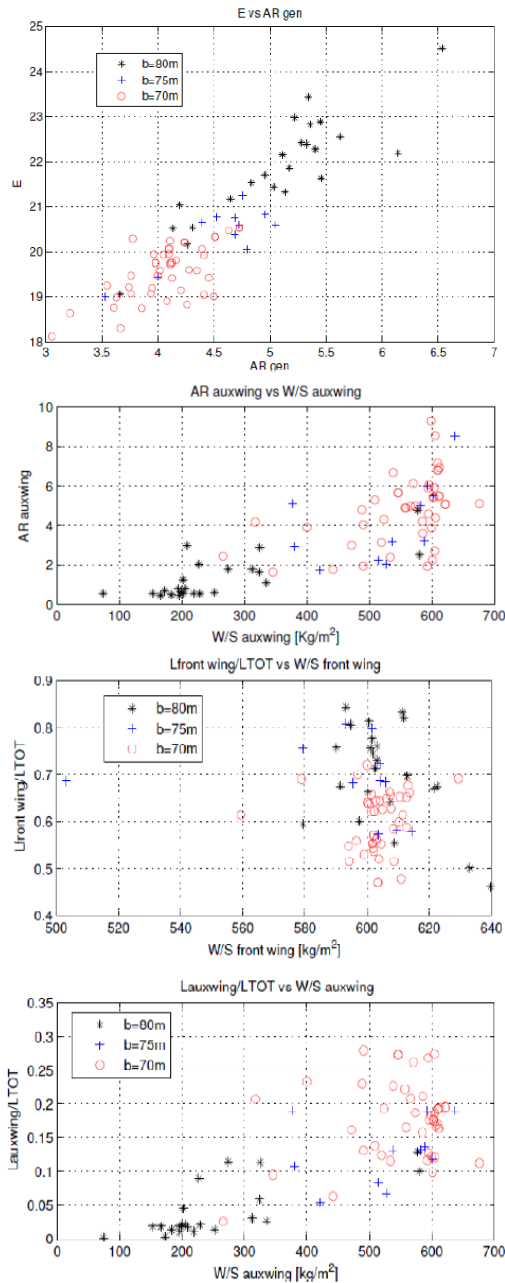 E vs AR gen
25
24
23
22
21
20
19
18
E
b=80m
b=75m
b=70m
3
3.5
4
4.5
5
5.5
6
6.5
7
AR gen
AR auxwing vs W/S auxwing
10
8
6
4
2
0
AR auxwing
0
100
200
300
400
500
600
700
W/S auxwing [Kg/m²]
Lfront wing/LTOT vs W/S front wing
0.9
0.8
0.7
0.6
0.5
0.4
Lfront wing/LTOT
b=80m
b=75m
b=70m
500
520
540
560
580
600
620
640
W/S front wing [kg/m²]
Lauxwing/LTOT vs W/S auxwing
0.35
0.3
0.25
0.2
0.15
0.1
0.05
0
Lauxwing/LTOT
b=80m
b=75m
b=70m
0
100
200
300
400
500
600
700
W/S auxwing [kg/m²]